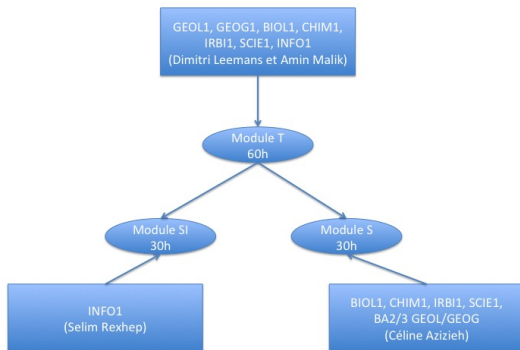 GEOL1, GEOG1, BIOL1, CHIM1,
IRBI1, SCIE1, INFO1
(Dimitri Leemans et Amin Malik)
Module T
60h
Module SI
30h
Module S
30h
INFO1
(Selim Rexhep)
BIOL1, CHIM1, IRBI1, SCIE1,
BA2/3 GEOL/GEOG
(Céline Azizieh)